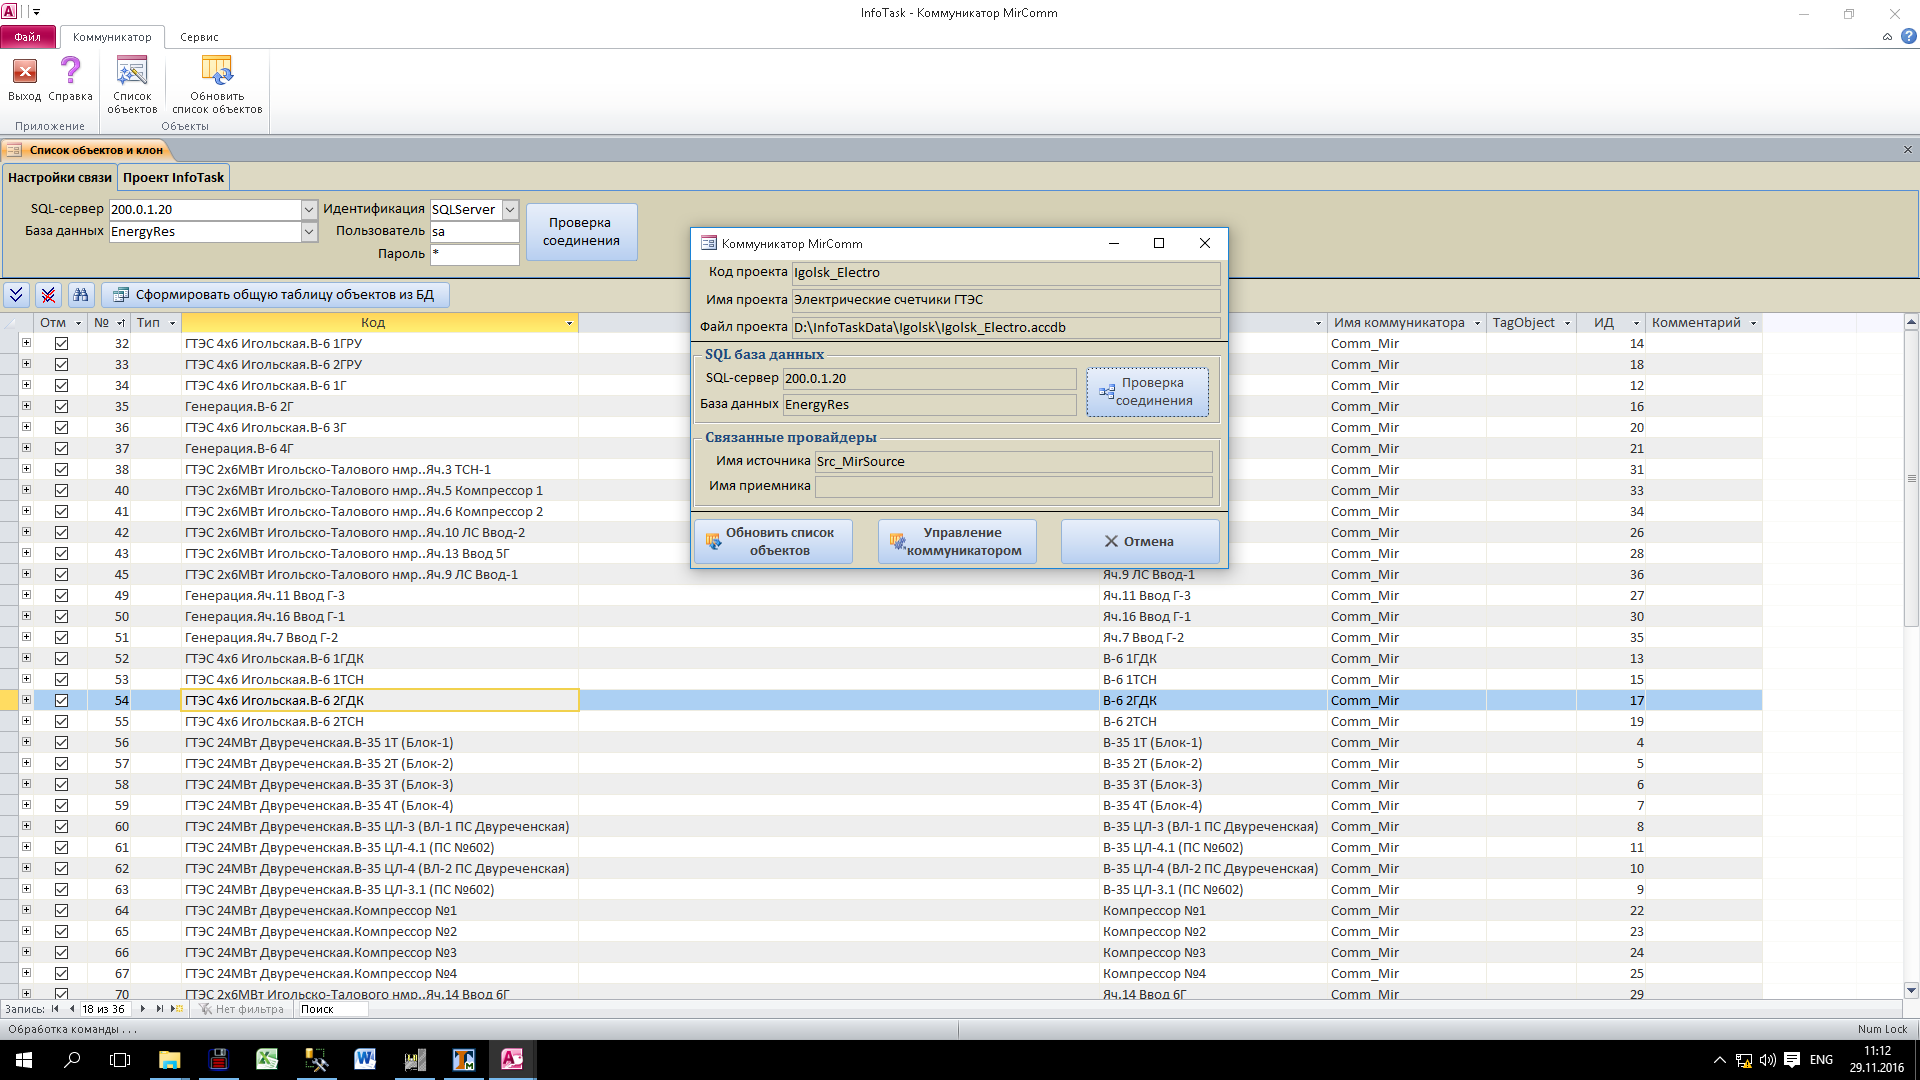 InfoTask - Коммуникатор MirComm
Файл
Коммуникатор
Сервис
Выход
Справка
Список объектов
Обновить список объектов
Приложение
Объекты
Список объектов и клон
Настройки связи
Проект InfoTask
SQL-сервер 200.0.1.20 Идентификация SQLServer
База данных EnergyRes Пользователь sa
Пароль *
Проверка соединения
Сформировать общую таблицу объектов из БД
Коммуникатор MirComm
Код проекта Igolsk_Electro
Имя проекта Электрические счетчики ГТЭС
Файл проекта D:\InfoTaskData\Igolsk\Igolsk_Electro.accdb
SQL база данных
SQL-сервер 200.0.1.20
База данных EnergyRes
Проверка соединения
Связанные провайдеры
Имя источника Src_MirSource
Имя приемника
Обновить список объектов
Управление коммуникатором
Отмена
Отм № Тип Код Имя коммуникатора TagObject ИД Комментарий
32 ГТЭС 4х6 Игольская.В-6 1ГРУ Comm_Mir 14
33 ГТЭС 4х6 Игольская.В-6 2ГРУ Comm_Mir 18
34 ГТЭС 4х6 Игольская.В-6 1Г Comm_Mir 12
35 Генерация.В-6 2Г Comm_Mir 16
36 ГТЭС 4х6 Игольская.В-6 3Г Comm_Mir 20
37 Генерация.В-6 4Г Comm_Mir 21
38 ГТЭС 2х6МВт Игольско-Талового нмр..Яч.3 ТСН-1 Comm_Mir 31
40 ГТЭС 2х6МВт Игольско-Талового нмр..Яч.5 Компрессор 1 Comm_Mir 33
41 ГТЭС 2х6МВт Игольско-Талового нмр..Яч.6 Компрессор 2 Comm_Mir 34
42 ГТЭС 2х6МВт Игольско-Талового нмр..Яч.10 ЛС Ввод-2 Comm_Mir 26
43 ГТЭС 2х6МВт Игольско-Талового нмр..Яч.13 Ввод 5Г Comm_Mir 28
45 ГТЭС 2х6МВт Игольско-Талового нмр..Яч.9 ЛС Ввод-1 Яч.9 ЛС Ввод-1 Comm_Mir 36
49 Генерация.Яч.11 Ввод Г-3 Яч.11 Ввод Г-3 Comm_Mir 27
50 Генерация.Яч.16 Ввод Г-1 Яч.16 Ввод Г-1 Comm_Mir 30
51 Генерация.Яч.7 Ввод Г-2 Яч.7 Ввод Г-2 Comm_Mir 35
52 ГТЭС 4х6 Игольская.В-6 1ГДК В-6 1ГДК Comm_Mir 13
53 ГТЭС 4х6 Игольская.В-6 1ТСН В-6 1ТСН Comm_Mir 15
54 ГТЭС 4х6 Игольская.В-6 2ГДК В-6 2ГДК Comm_Mir 17
55 ГТЭС 4х6 Игольская.В-6 2ТСН В-6 2ТСН Comm_Mir 19
56 ГТЭС 24МВт Двуреченская.В-35 1Т (Блок-1) В-35 1Т (Блок-1) Comm_Mir 4
57 ГТЭС 24МВт Двуреченская.В-35 2Т (Блок-2) В-35 2Т (Блок-2) Comm_Mir 5
58 ГТЭС 24МВт Двуреченская.В-35 3Т (Блок-3) В-35 3Т (Блок-3) Comm_Mir 6
59 ГТЭС 24МВт Двуреченская.В-35 4Т (Блок-4) В-35 4Т (Блок-4) Comm_Mir 7
60 ГТЭС 24МВт Двуреченская.В-35 ЦЛ-3 (ВЛ-1 ПС Двуреченская) В-35 ЦЛ-3 (ВЛ-1 ПС Двуреченская) Comm_Mir 8
61 ГТЭС 24МВт Двуреченская.В-35 ЦЛ-4.1 (ПС №602) В-35 ЦЛ-4.1 (ПС №602) Comm_Mir 11
62 ГТЭС 24МВт Двуреченская.В-35 ЦЛ-4 (ВЛ-2 ПС Двуреченская) В-35 ЦЛ-4 (ВЛ-2 ПС Двуреченская) Comm_Mir 10
63 ГТЭС 24МВт Двуреченская.В-35 ЦЛ-3.1 (ПС №602) В-35 ЦЛ-3.1 (ПС №602) Comm_Mir 9
64 ГТЭС 24МВт Двуреченская.Компрессор №1 Компрессор №1 Comm_Mir 22
65 ГТЭС 24МВт Двуреченская.Компрессор №2 Компрессор №2 Comm_Mir 23
66 ГТЭС 24МВт Двуреченская.Компрессор №3 Компрессор №3 Comm_Mir 24
67 ГТЭС 24МВт Двуреченская.Компрессор №4 Компрессор №4 Comm_Mir 25
70 ГТЭС 2х6МВт Игольско-Талового нмр..Яч.14 Ввод 6Г Яч.14 Ввод 6Г Comm_Mir 29
Запись: 18 из 36 Нет фильтра Поиск
Обработка команды . . . Num Lock
ENG
11:12
29.11.2016